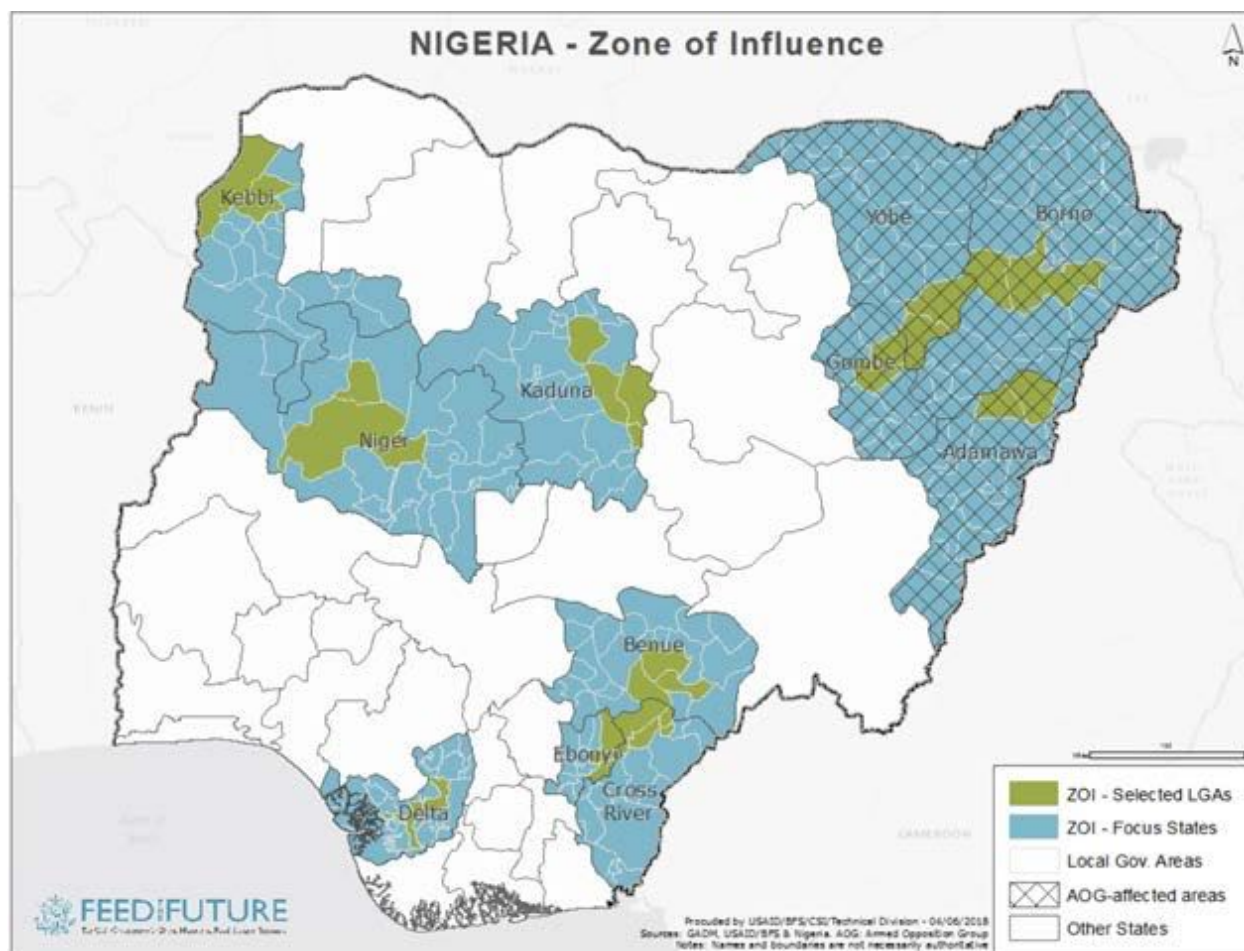 NIGERIA - Zone of Influence
N
Kebbi
Yobe
Borno
Gombe
Kaduna
Niger
Adamawa
Benue
Ebonyi
Cross
River
Delta
BENIN
CAMEROON
ZOI - Selected LGAs
ZOI - Focus States
Local Gov. Areas
AOG-affected areas
Other States
FEED THE FUTURE
Procuded by USAID/BFS/CSI/Technical Division - 04/06/2018
Sources: GADM, USAID/BFS & Nigeria. AOG: Armed Opposition Group
Notes: Names and boundaries are not necessarily authoritative